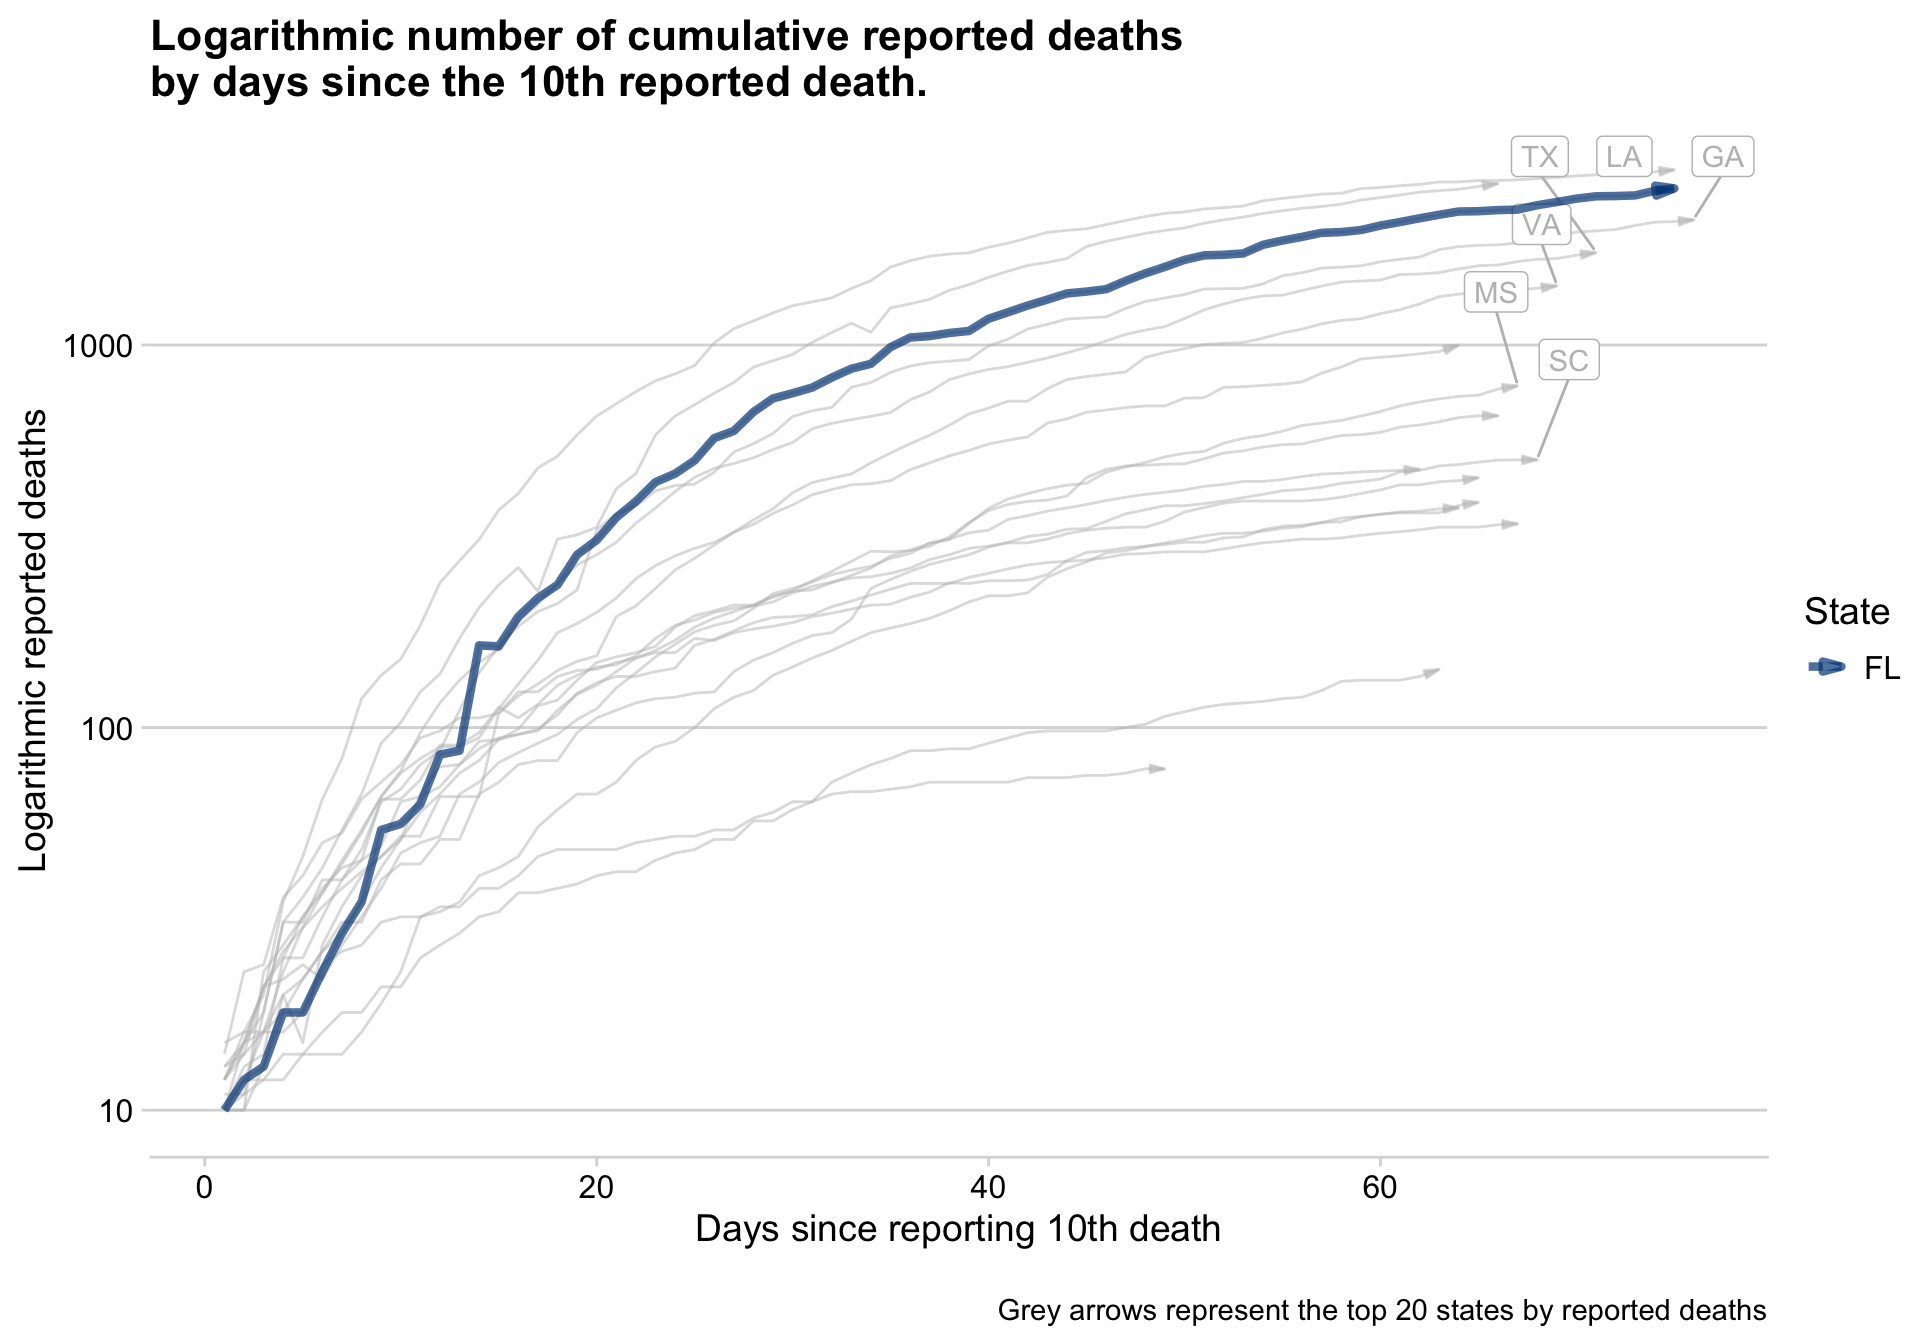 Logarithmic number of cumulative reported deaths
by days since the 10th reported death.
TX
LA
GA
VA
MS
SC
1000
100
10
Logarithmic reported deaths
0
20
40
60
Days since reporting 10th death
State
FL
Grey arrows represent the top 20 states by reported deaths